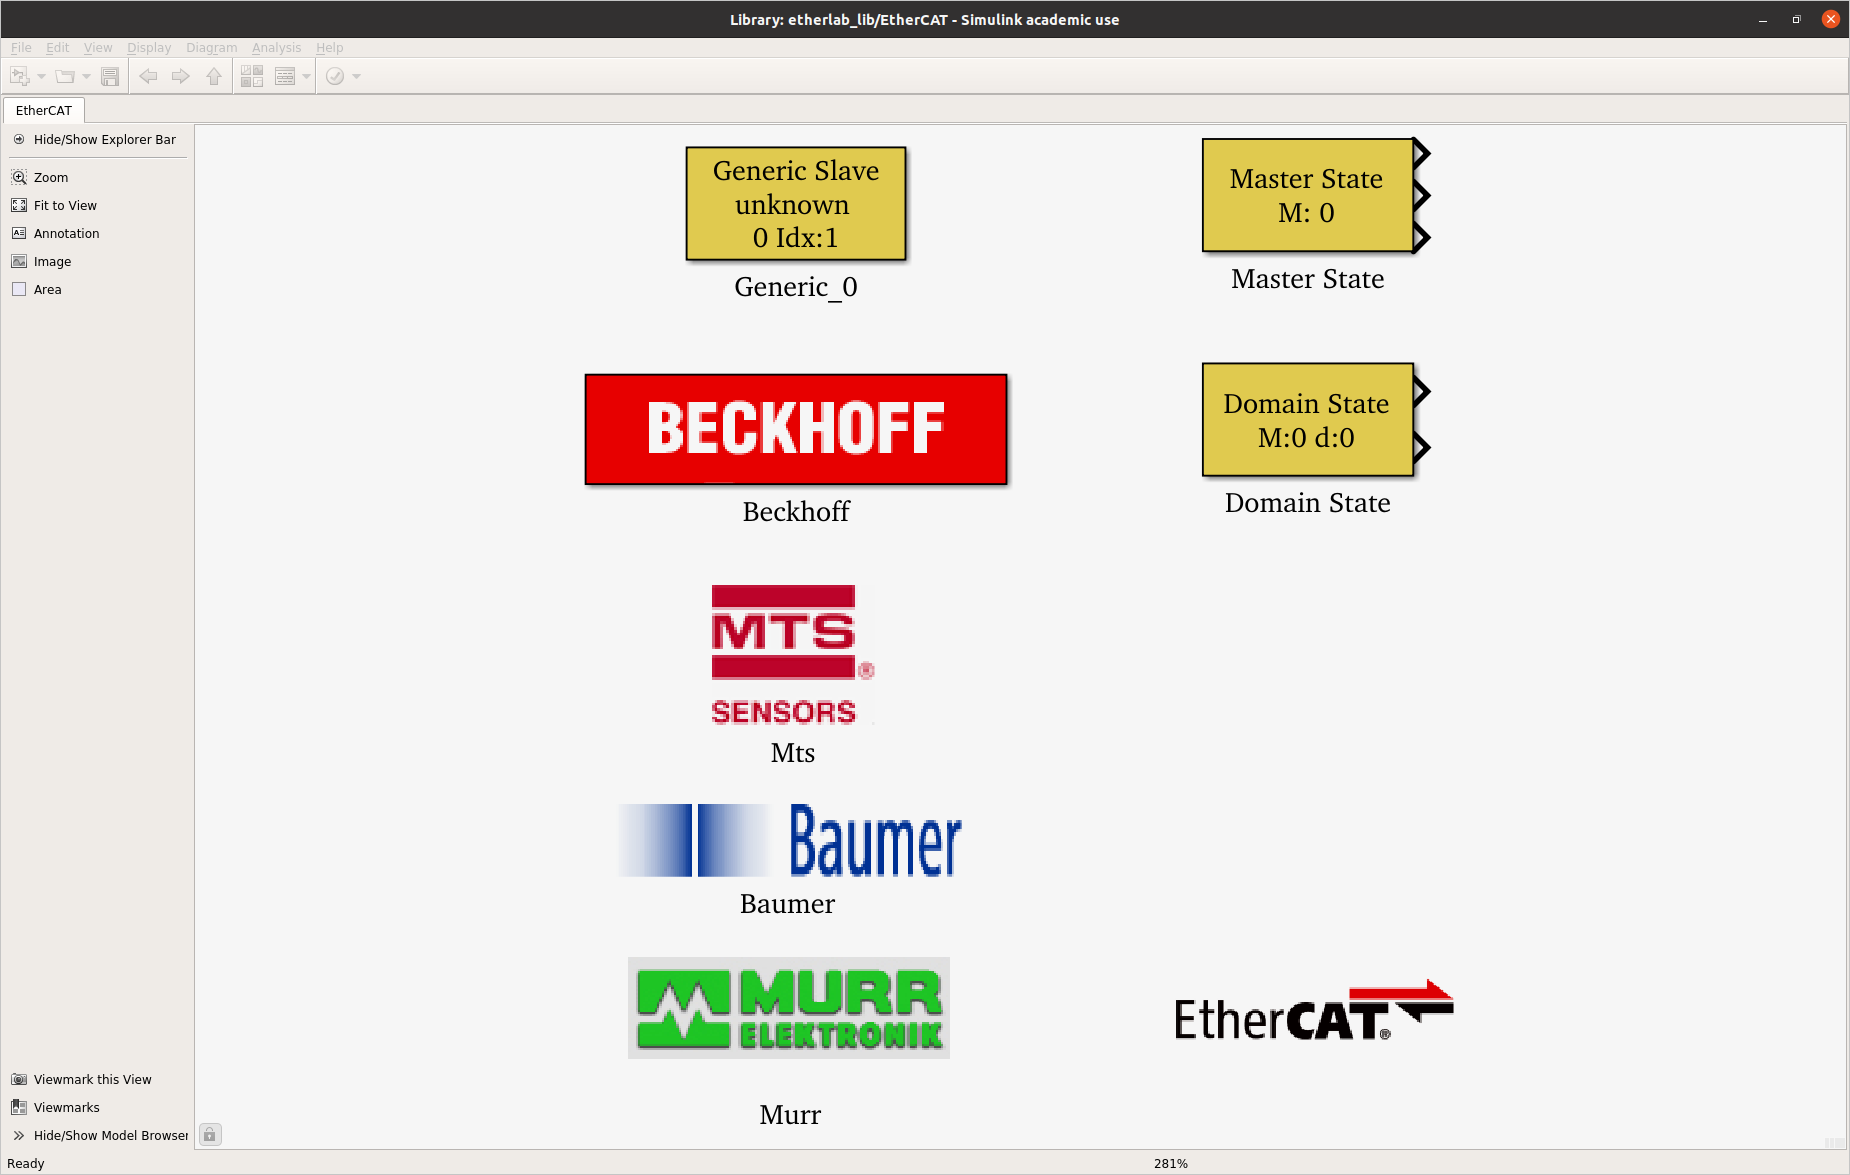 Library: etherlab_lib/EtherCAT - Simulink academic use
File Edit View Display Diagram Analysis Help
EtherCAT
Hide/Show Explorer Bar
Zoom
Fit to View
Annotation
Image
Area
Generic Slave
unknown
0 Idx:1
Generic_0
Master State
M: 0
Master State
BECKHOFF
Beckhoff
Domain State
M:0 d:0
Domain State
MTS
®
SENSORS
Mts
Baumer
Baumer
MURR
ELEKTRONIK
Murr
EtherCAT®
Viewmark this View
Viewmarks
Hide/Show Model Browser
Ready
281%